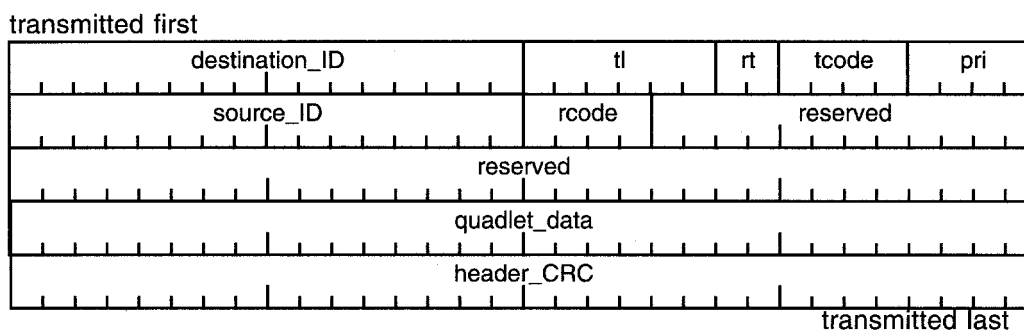 transmitted first
destination_ID tl rt tcode pri
source_ID rcode reserved
reserved
quadlet_data
header_CRC
transmitted last